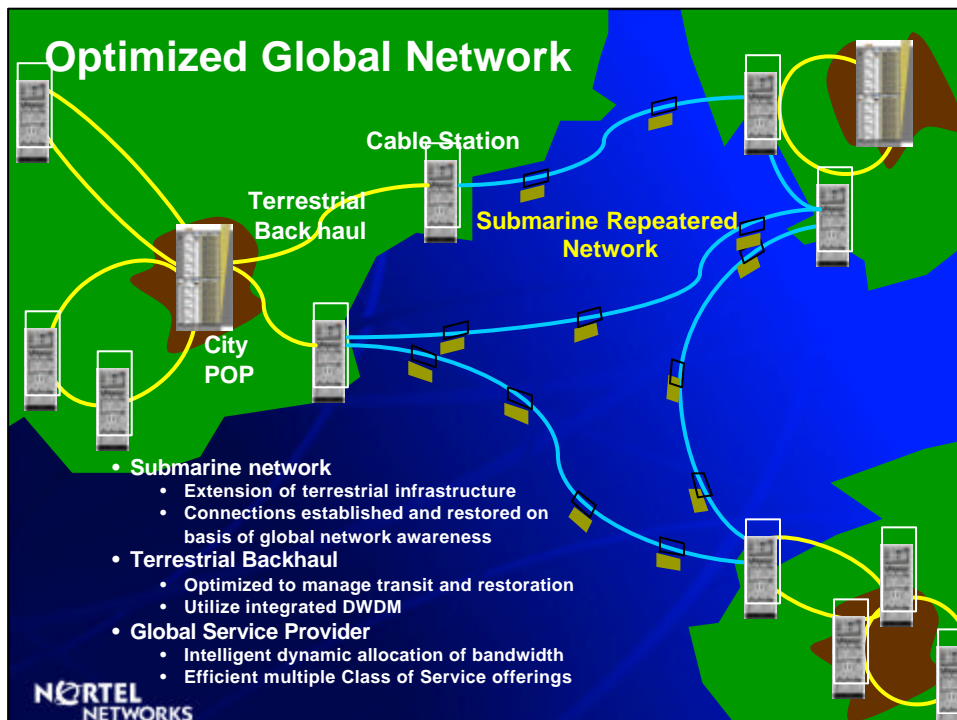 Optimized Global Network
Cable Station
Terrestrial
Back haul
Submarine Repeatered
Network
City
POP
• Submarine network
• Extension of terrestrial infrastructure
• Connections established and restored on
basis of global network awareness
• Terrestrial Backhaul
• Optimized to manage transit and restoration
• Utilize integrated DWDM
• Global Service Provider
• Intelligent dynamic allocation of bandwidth
• Efficient multiple Class of Service offerings
NORTEL
NETWORKS